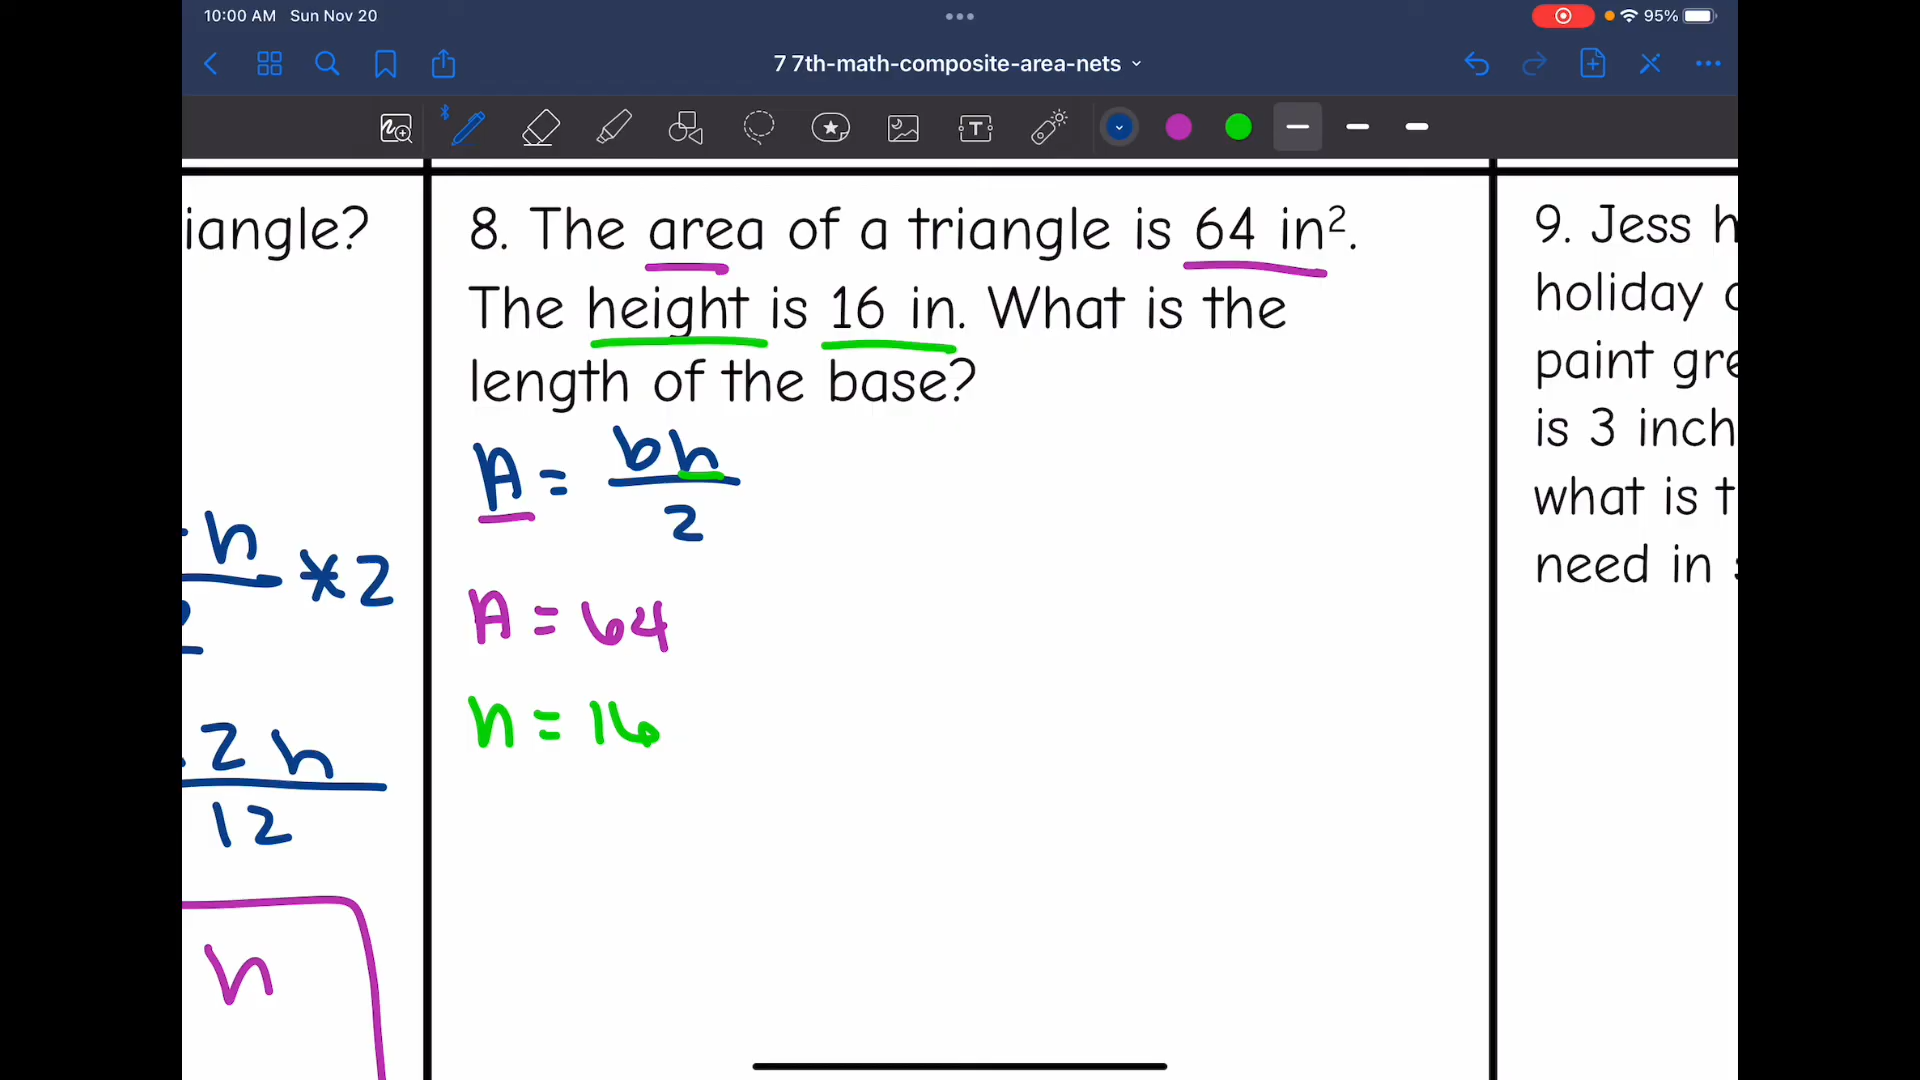 10:00 AM Sun Nov 20
95%
7 7th-math-composite-area-nets
iangle?
h
* 2
2 h
12
h
8. The area of a triangle is 64 in².
The height is 16 in. What is the
length of the base?
A = bh
2
A = 64
h = 16
9. Jess h
holiday
paint gre
is 3 inch
what is t
need in